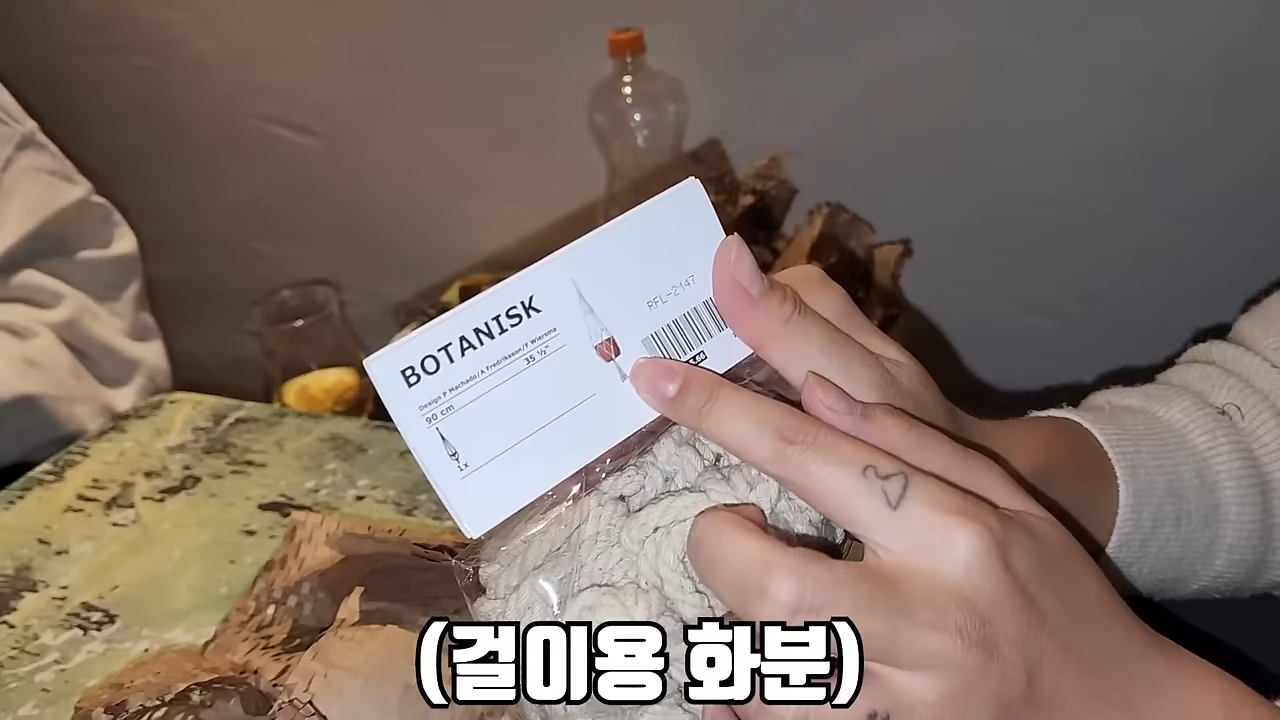 BOTANISK
Design P Machado/A Fredriksson/F Wiersma
90 cm 35 ½"
1x
RFL-2147
(걸이용 화분)